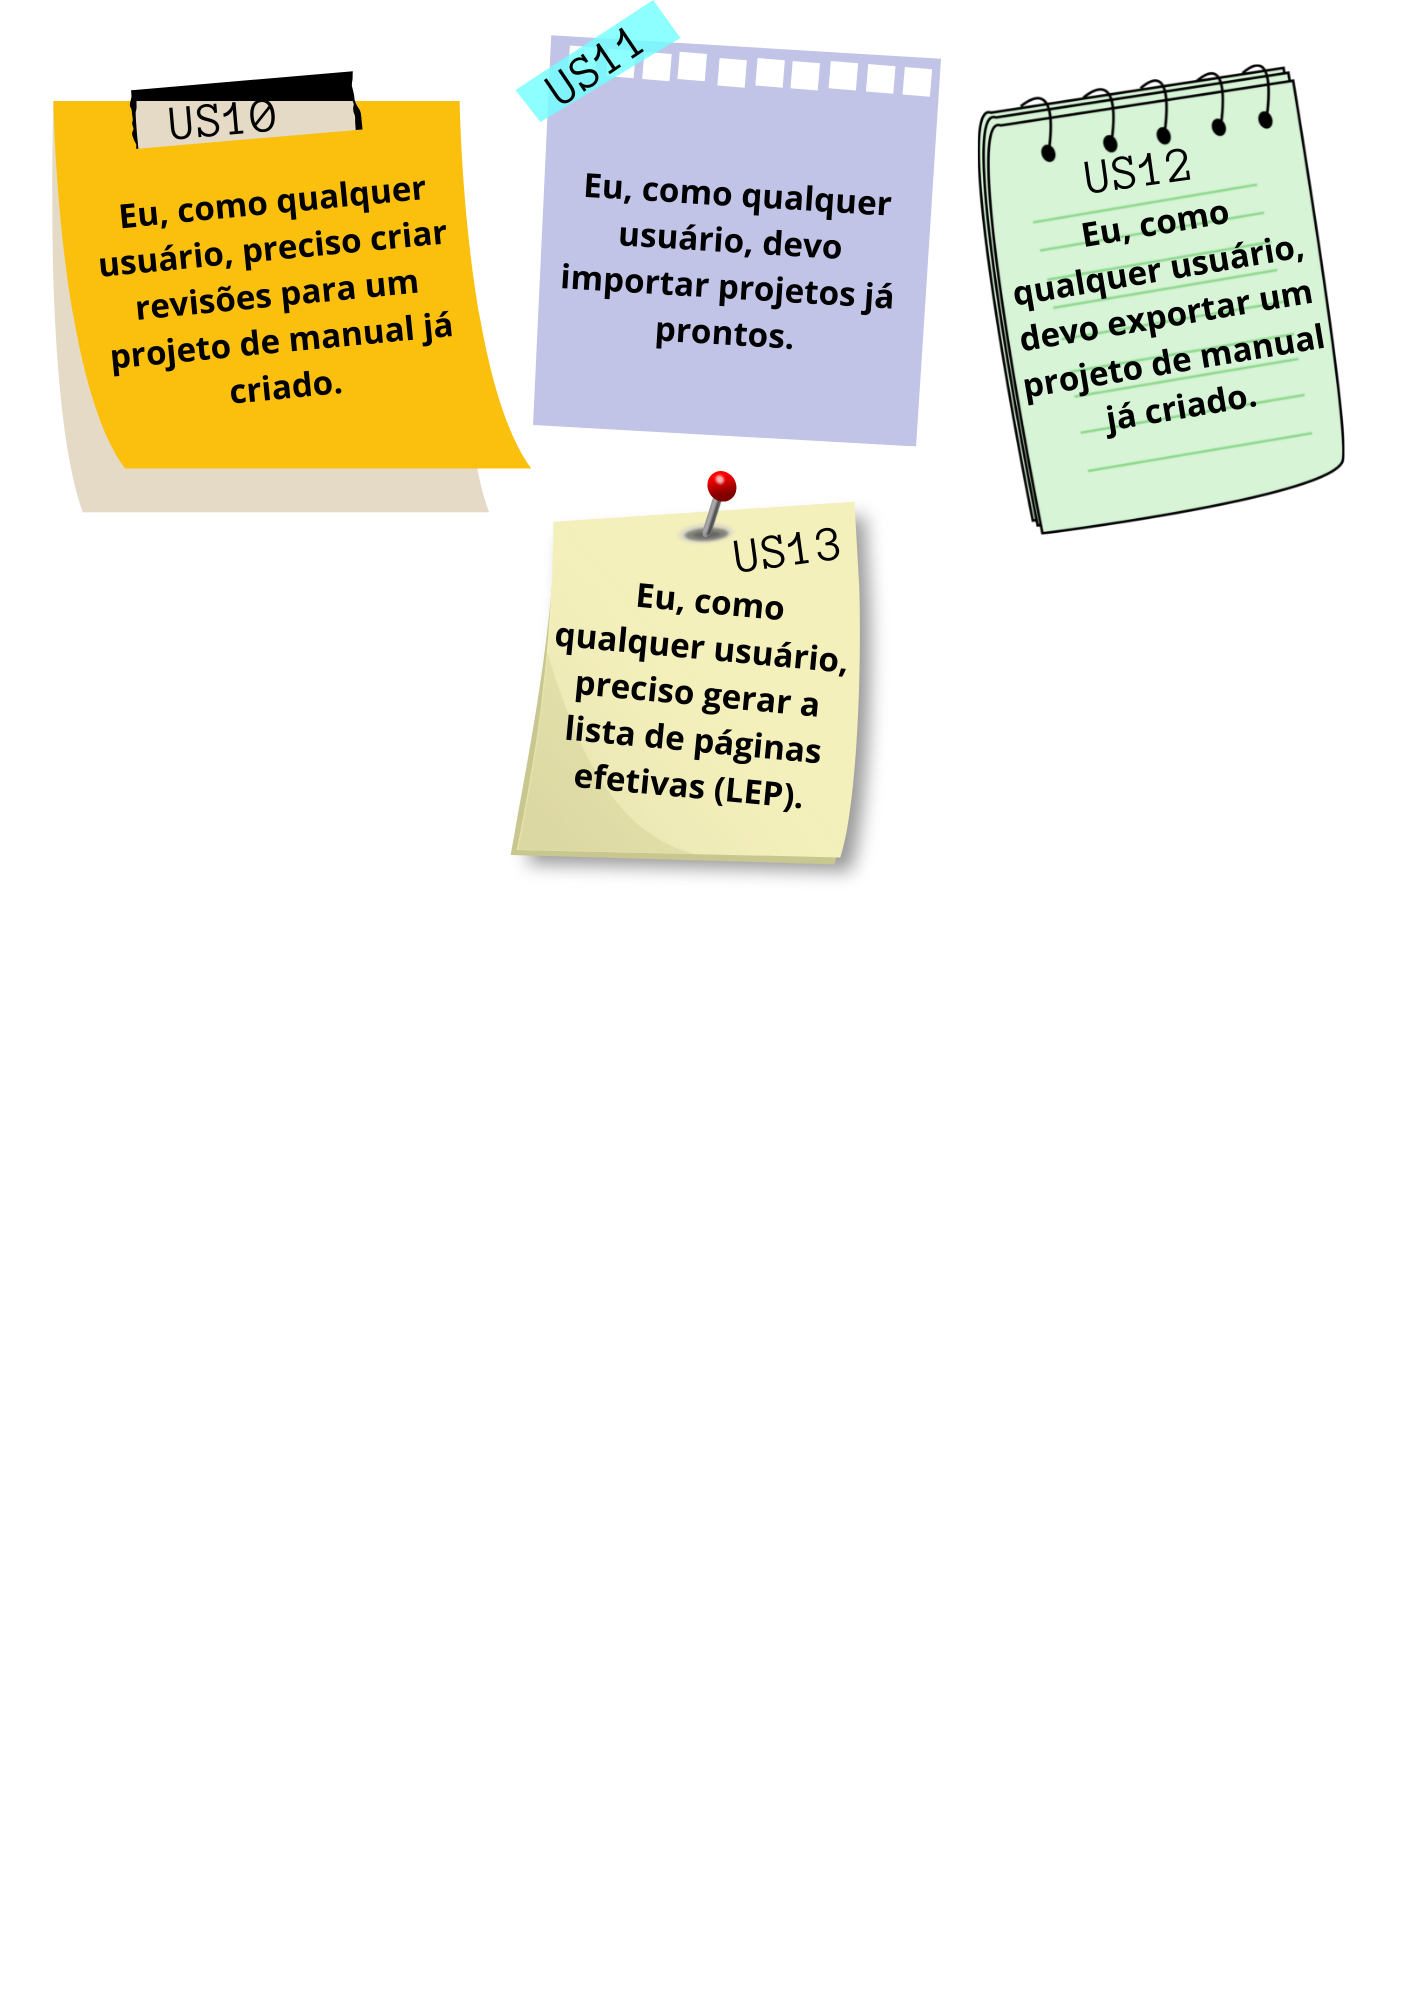 US10
Eu, como qualquer
usuário, preciso criar
revisões para um
projeto de manual já
criado.
US11
Eu, como qualquer
usuário, devo
importar projetos já
prontos.
US12
Eu, como
qualquer usuário,
devo exportar um
projeto de manual
já criado.
US13
Eu, como
qualquer usuário,
preciso gerar a
lista de páginas
efetivas (LEP).